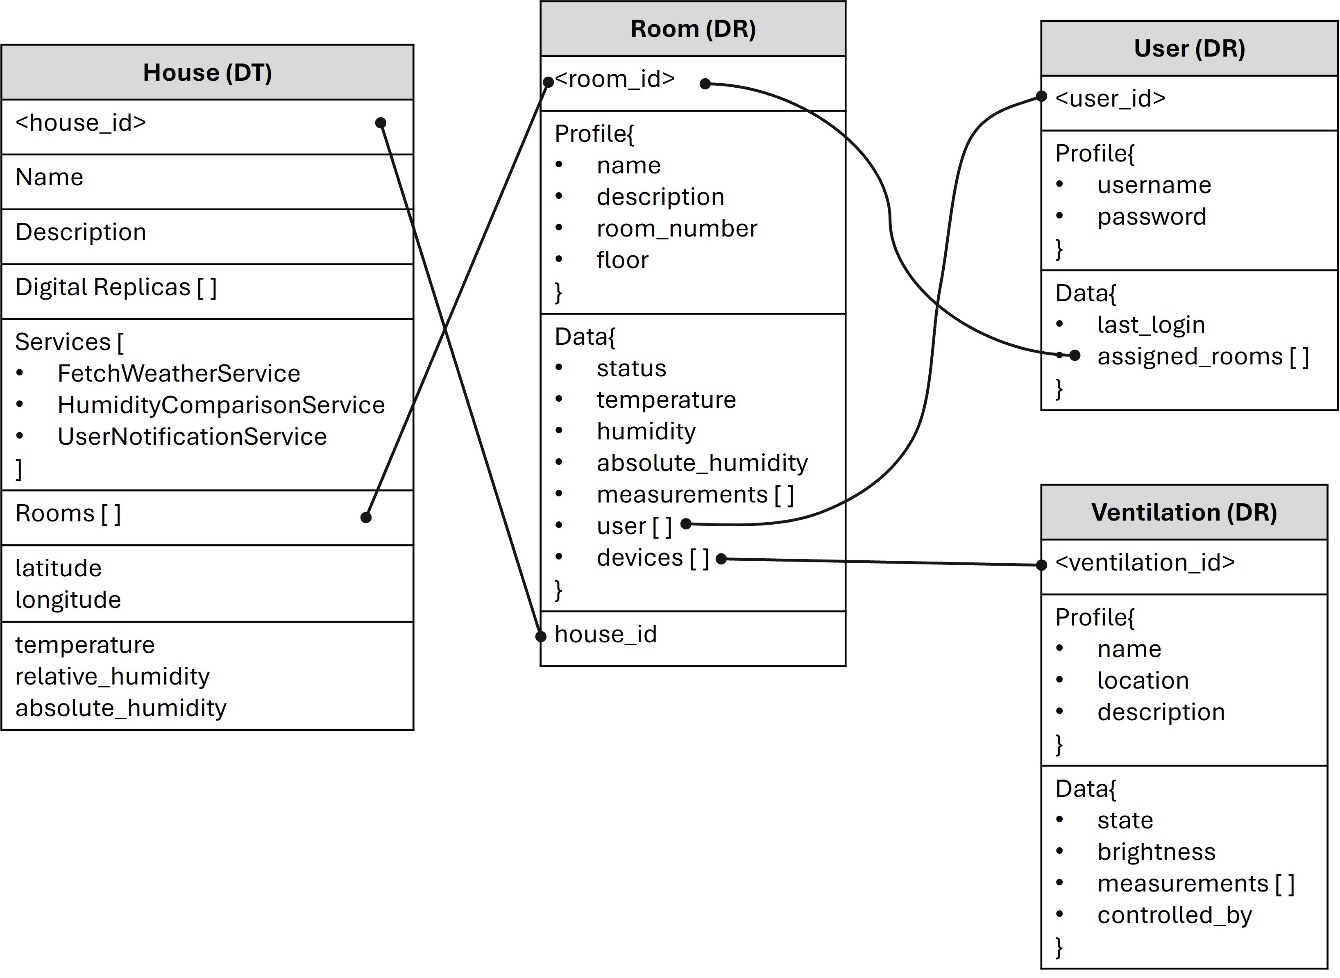 House (DT)
<house_id>
Name
Description
Digital Replicas [ ]
Services [
• FetchWeatherService
• HumidityComparisonService
• UserNotificationService
]
Rooms [ ]
latitude
longitude
temperature
relative_humidity
absolute_humidity
Room (DR)
<room_id>
Profile{
• name
• description
• room_number
• floor
}
Data{
• status
• temperature
• humidity
• absolute_humidity
• measurements [ ]
• user [ ]
• devices [ ]
}
house_id
User (DR)
<user_id>
Profile{
• username
• password
}
Data{
• last_login
• assigned_rooms [ ]
}
Ventilation (DR)
<ventilation_id>
Profile{
• name
• location
• description
}
Data{
• state
• brightness
• measurements [ ]
• controlled_by
}